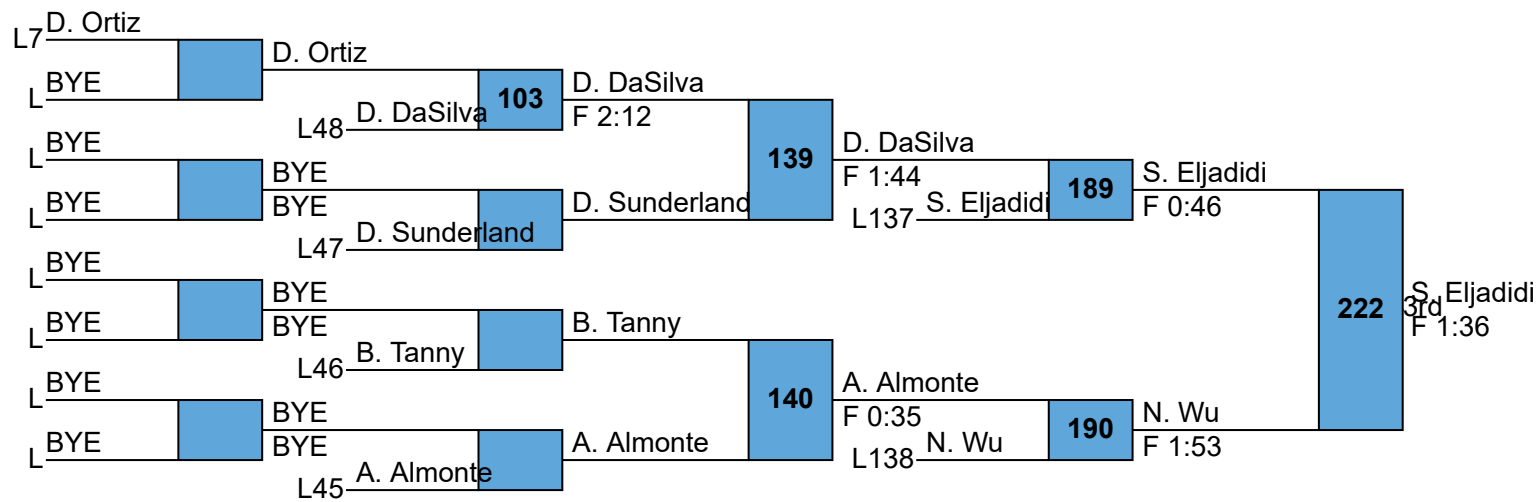 D. Ortiz
L7
D. Ortiz
BYE
L
D. DaSilva
103
D. DaSilva
L48
F 2:12
BYE
L
139
D. DaSilva
BYE
F 1:44
189
S. Eljadidi
BYE
L
BYE
D. Sunderland
S. Eljadidi
L137
F 0:46
D. Sunderland
L47
BYE
L
BYE
S. Eljadidi
222
3rd
F 1:36
BYE
L
BYE
B. Tanny
B. Tanny
L46
BYE
L
140
A. Almonte
BYE
F 0:35
190
N. Wu
BYE
L
BYE
A. Almonte
N. Wu
L138
F 1:53
A. Almonte
L45